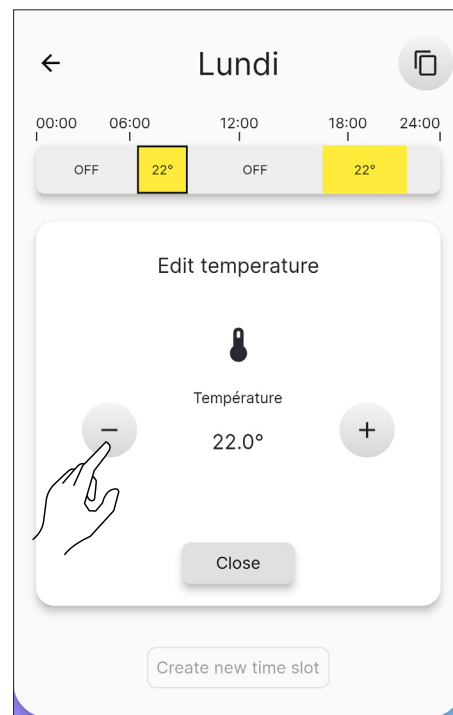 Lundi
00:00 06:00 12:00 18:00 24:00
OFF 22° OFF 22°
Edit temperature
Température
− 22.0° +
Close
Create new time slot